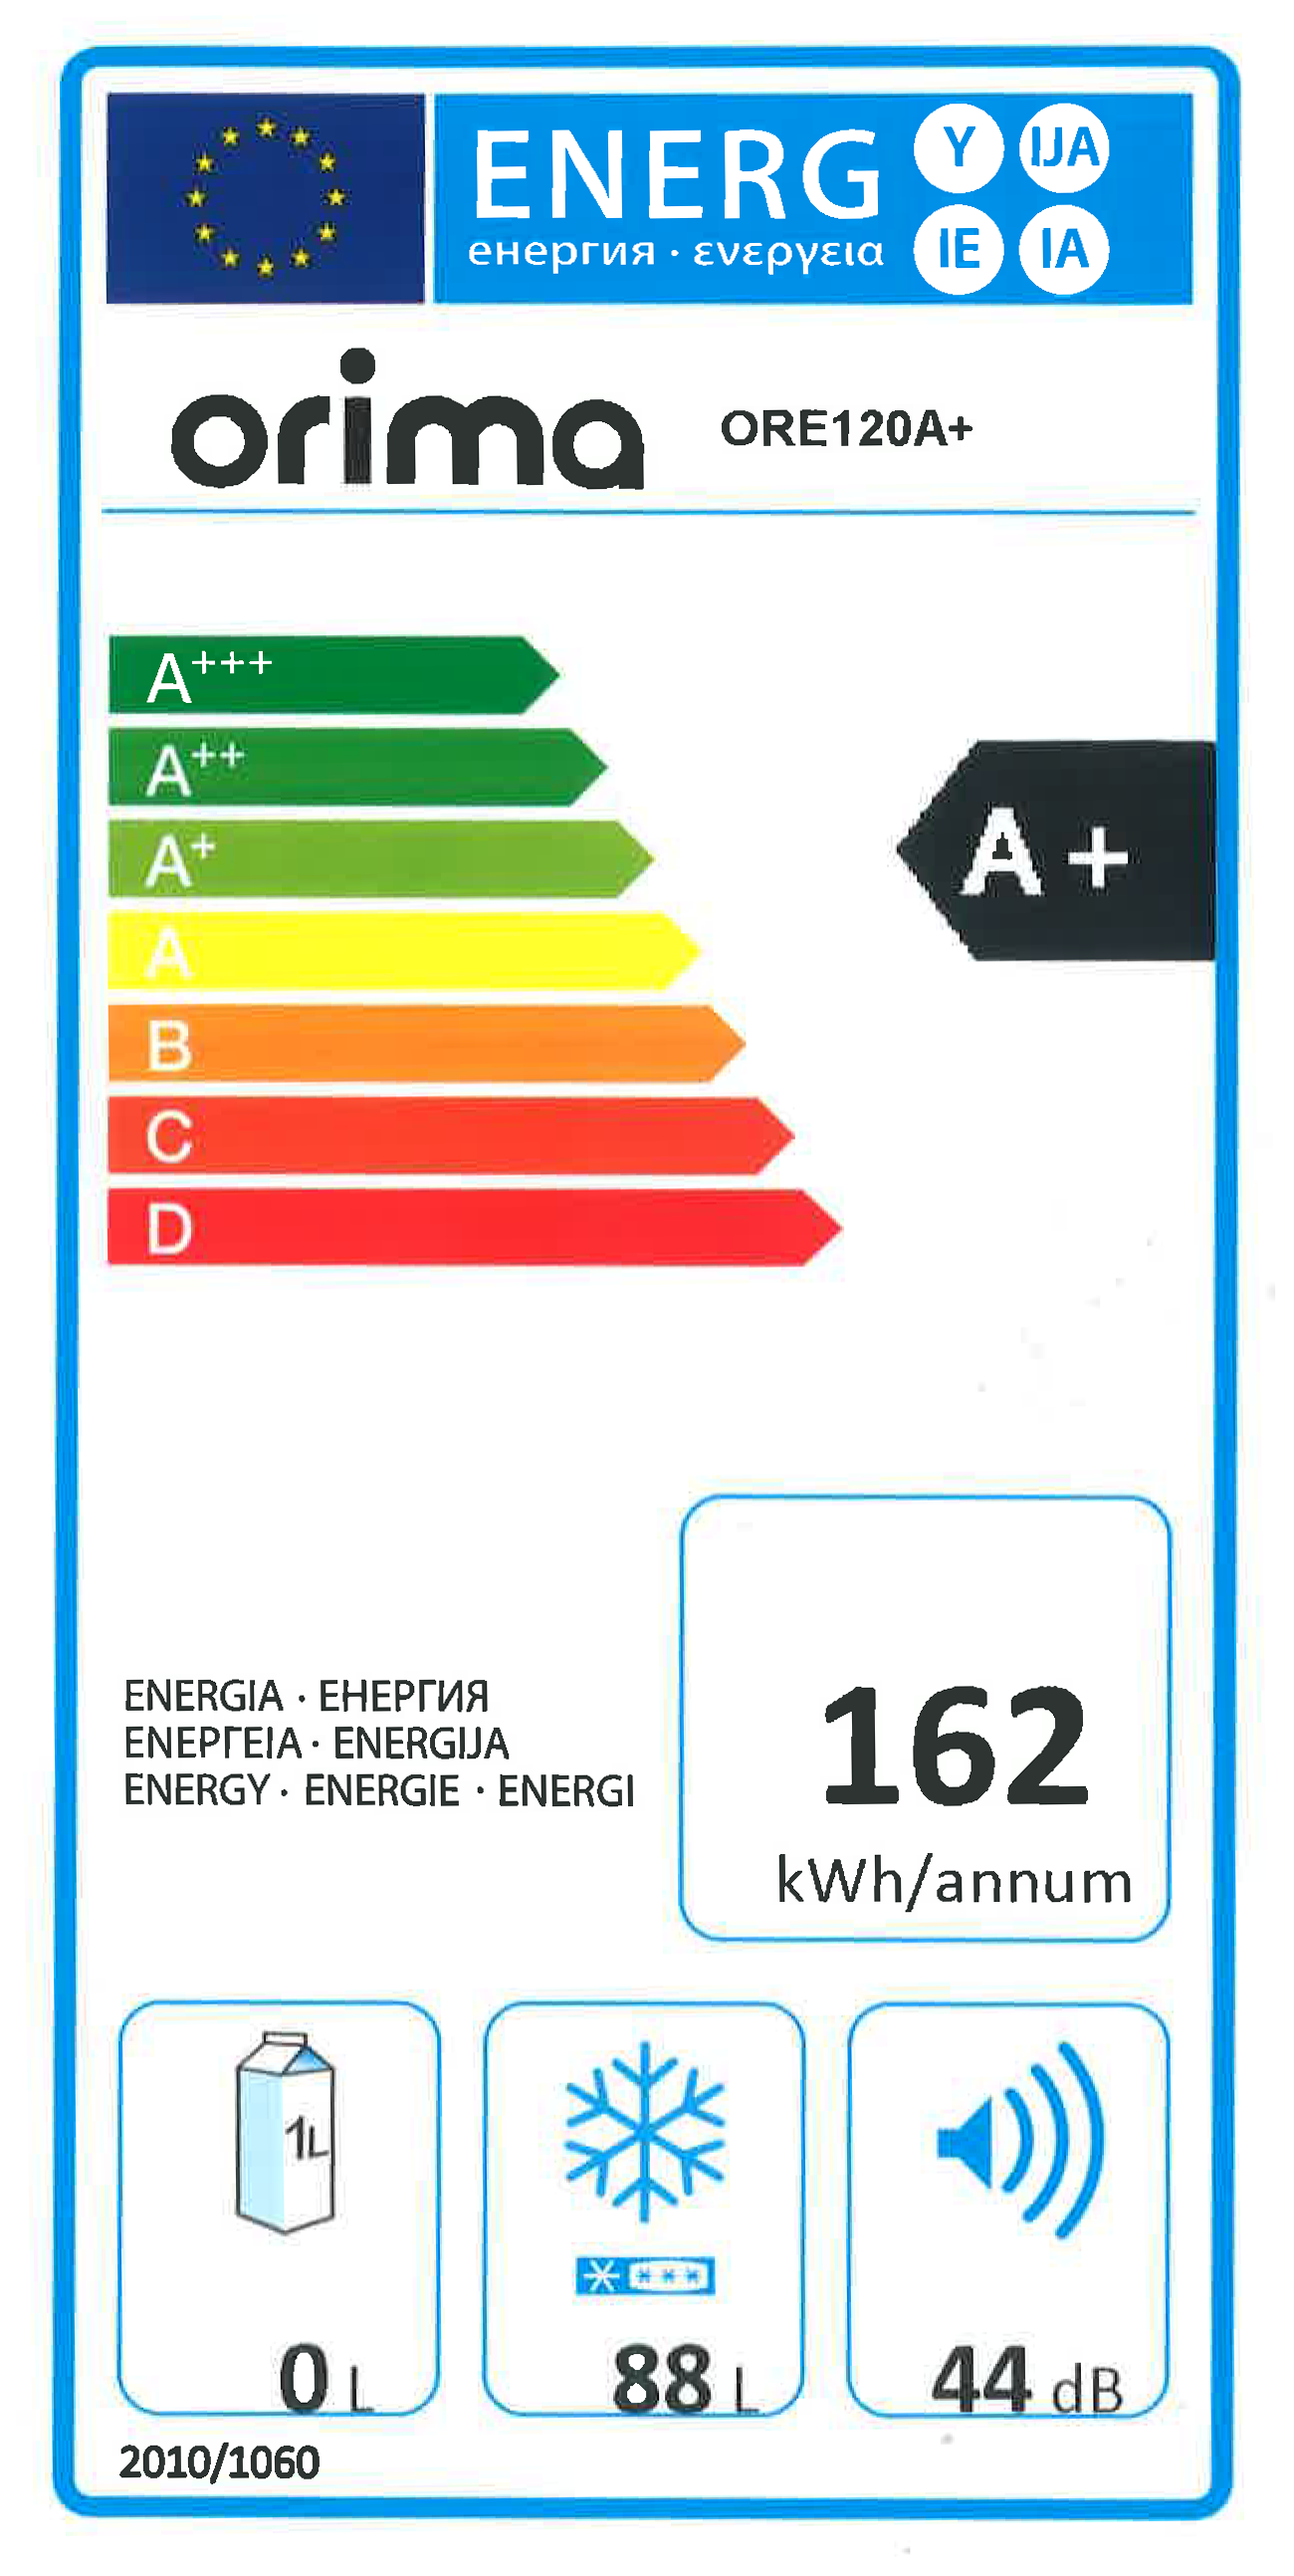 ENERG Y IJA
енергия · ενεργεια IE IA
orima ORE120A+
A+++
A++
A+
A+
A
B
C
D
ENERGIA · ЕНЕРГИЯ
ΕΝΕΡΓΕΙΑ · ENERGIJA
ENERGY · ENERGIE · ENERGI
162
kWh/annum
1L
0 L
88 L
44 dB
2010/1060